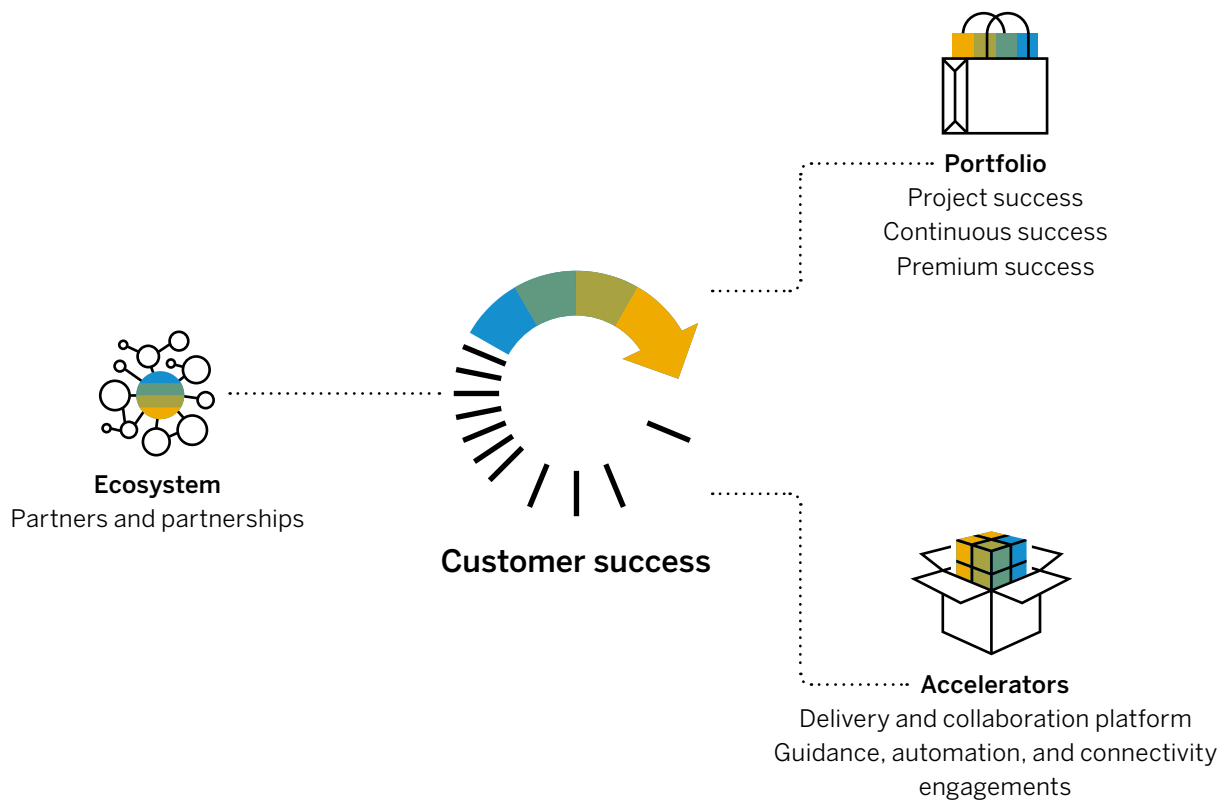 Portfolio
Project success
Continuous success
Premium success
Ecosystem
Partners and partnerships
Customer success
Accelerators
Delivery and collaboration platform
Guidance, automation, and connectivity
engagements